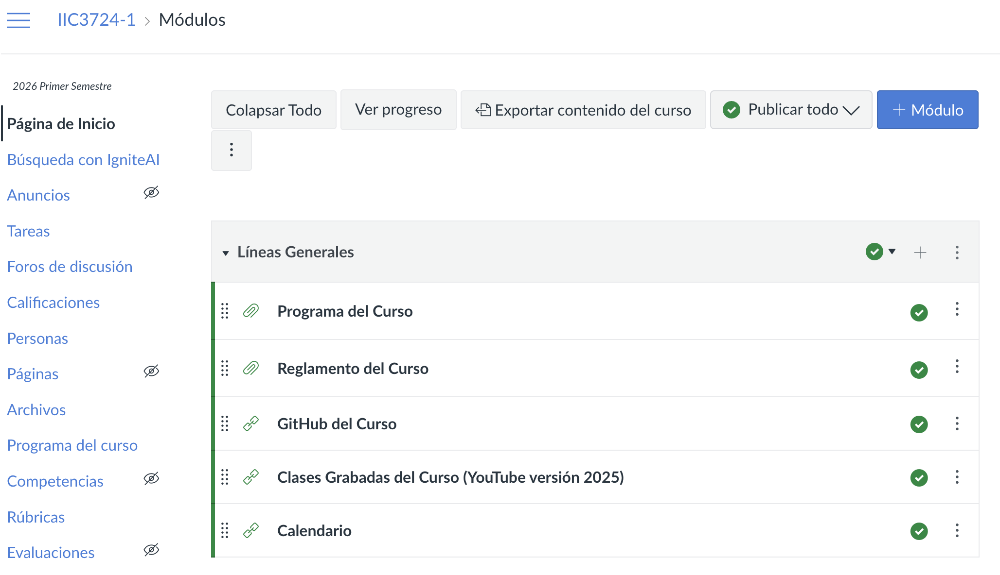 IIC3724-1 > Módulos
2026 Primer Semestre
Página de Inicio
Búsqueda con IgniteAI
Anuncios
Tareas
Foros de discusión
Calificaciones
Personas
Páginas
Archivos
Programa del curso
Competencias
Rúbricas
Evaluaciones
Colapsar Todo
Ver progreso
Exportar contenido del curso
Publicar todo
+ Módulo
Líneas Generales
Programa del Curso
Reglamento del Curso
GitHub del Curso
Clases Grabadas del Curso (YouTube versión 2025)
Calendario